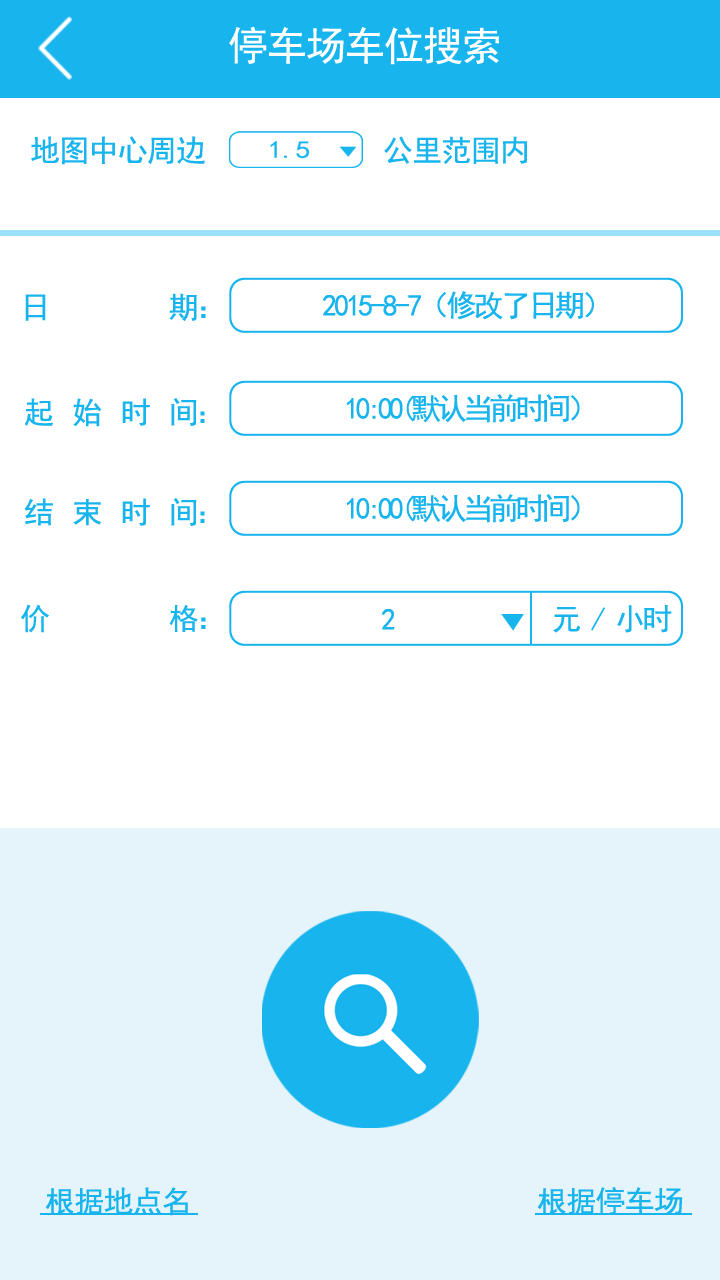 停车场车位搜索
地图中心周边 1.5 公里范围内
日 期: 2015-8-7（修改了日期）
起 始 时 间: 10:00(默认当前时间)
结 束 时 间: 10:00(默认当前时间)
价 格: 2 元 / 小时
根据地点名 根据停车场